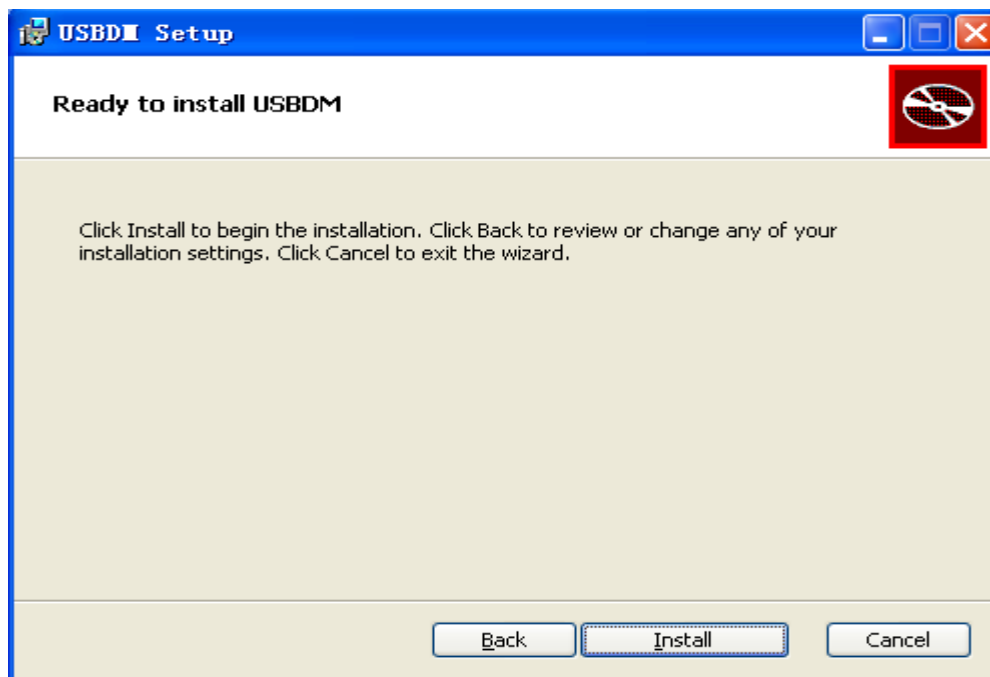 USBDM Setup
Ready to install USBDM
Click Install to begin the installation. Click Back to review or change any of your
installation settings. Click Cancel to exit the wizard.
Back Install Cancel